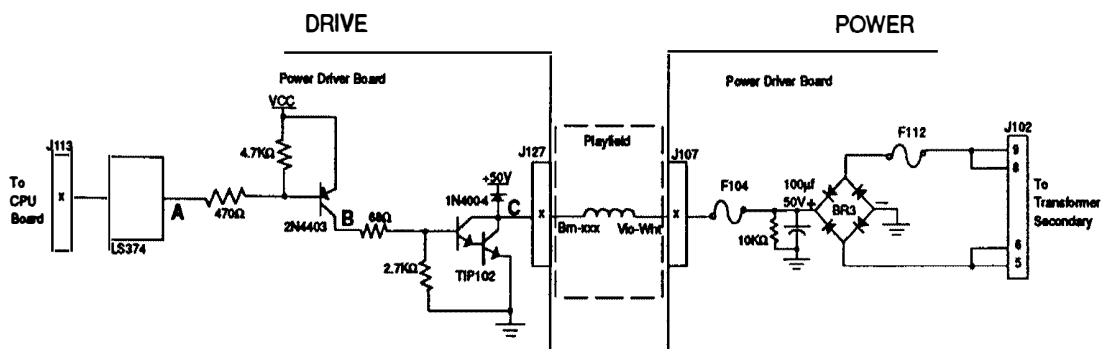 DRIVE
POWER
Power Driver Board
Power Driver Board
VCC
4.7KΩ
J113
To
CPU
Board
x
LS374
A
470Ω
2N4403
B
68Ω
2.7KΩ
1N4004
+50V
C
TIP102
J127
x
Playfield
Brn-xxx
Vio-Wht
J107
x
F104
100µf
50V
+
10KΩ
BR3
F112
J102
9
8
6
5
To
Transformer
Secondary